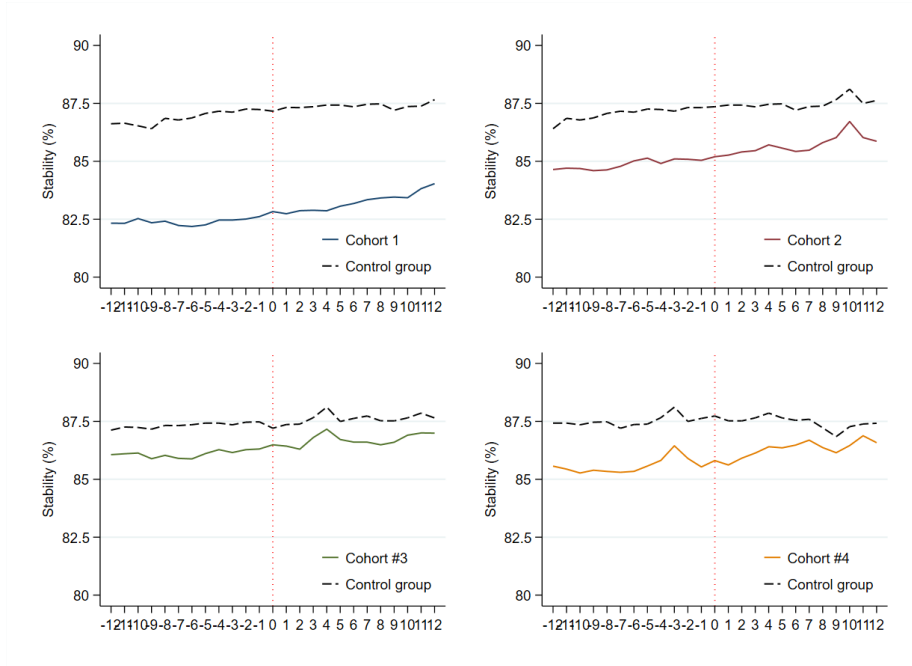 90
87.5
85
82.5
80
Stability (%)
Cohort 1
Control group
-12-11-10-9 -8 -7 -6 -5 -4 -3 -2 -1 0 1 2 3 4 5 6 7 8 9 10 11 12
90
87.5
85
82.5
80
Stability (%)
Cohort 2
Control group
-12-11-10-9 -8 -7 -6 -5 -4 -3 -2 -1 0 1 2 3 4 5 6 7 8 9 10 11 12
90
87.5
85
82.5
80
Stability (%)
Cohort #3
Control group
-12-11-10-9 -8 -7 -6 -5 -4 -3 -2 -1 0 1 2 3 4 5 6 7 8 9 10 11 12
90
87.5
85
82.5
80
Stability (%)
Cohort #4
Control group
-12-11-10-9 -8 -7 -6 -5 -4 -3 -2 -1 0 1 2 3 4 5 6 7 8 9 10 11 12